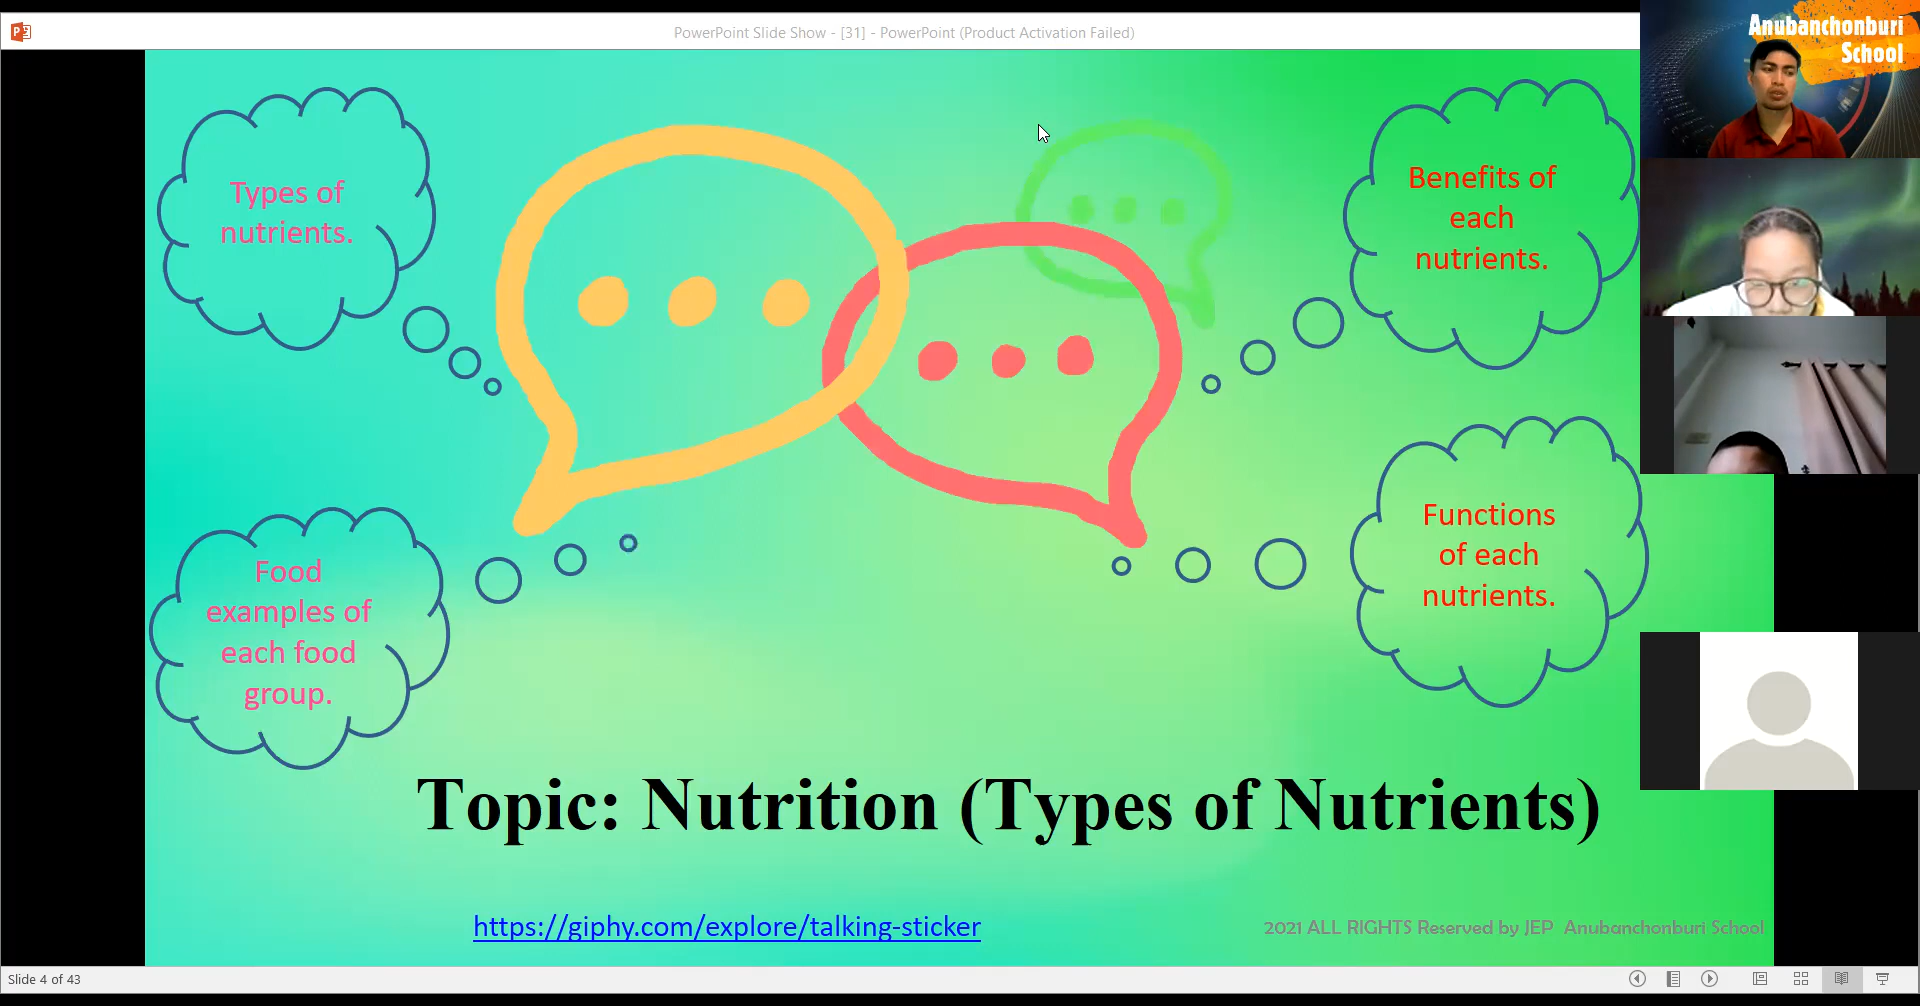 PowerPoint Slide Show - [31] - PowerPoint (Product Activation Failed)
Anubanchonburi
School
Types of
nutrients.
Benefits of
each
nutrients.
Food
examples of
each food
group.
Functions
of each
nutrients.
Topic: Nutrition (Types of Nutrients)
https://giphy.com/explore/talking-sticker
2021 ALL RIGHTS Reserved by JEP Anubanchonburi School
Slide 4 of 43